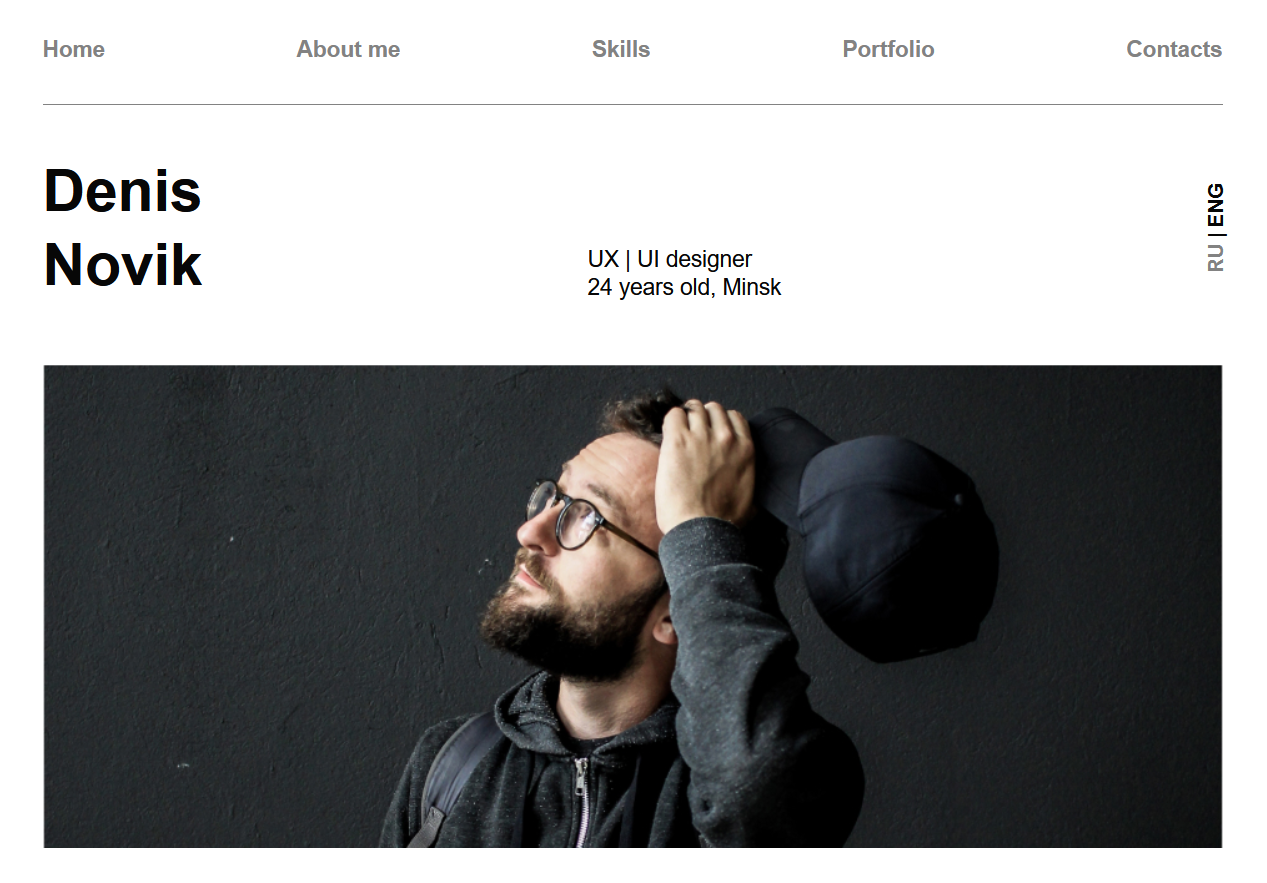 Home
About me
Skills
Portfolio
Contacts
Denis
Novik
UX | UI designer
24 years old, Minsk
RU | ENG